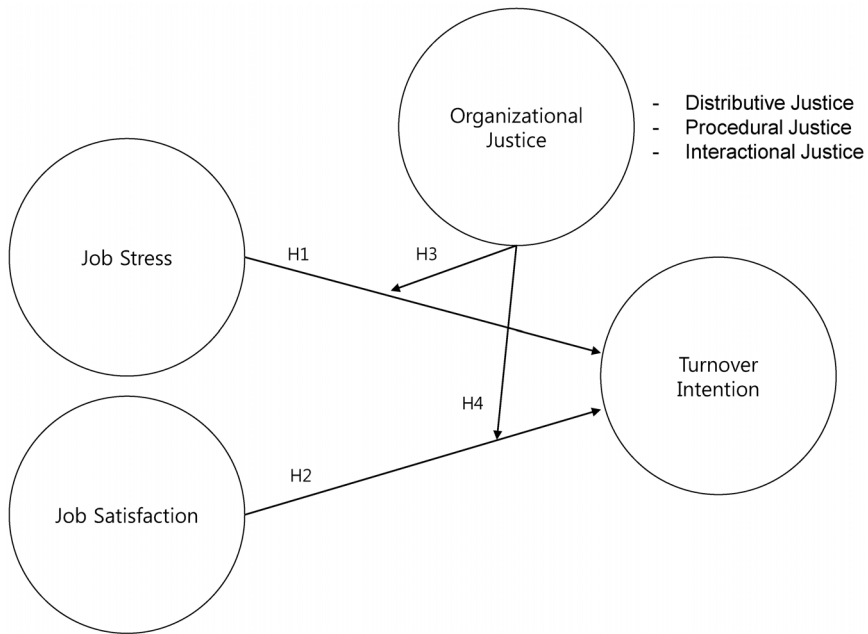 Organizational
Justice
- Distributive Justice
- Procedural Justice
- Interactional Justice
Job Stress
H1
H3
Turnover
Intention
H4
H2
Job Satisfaction